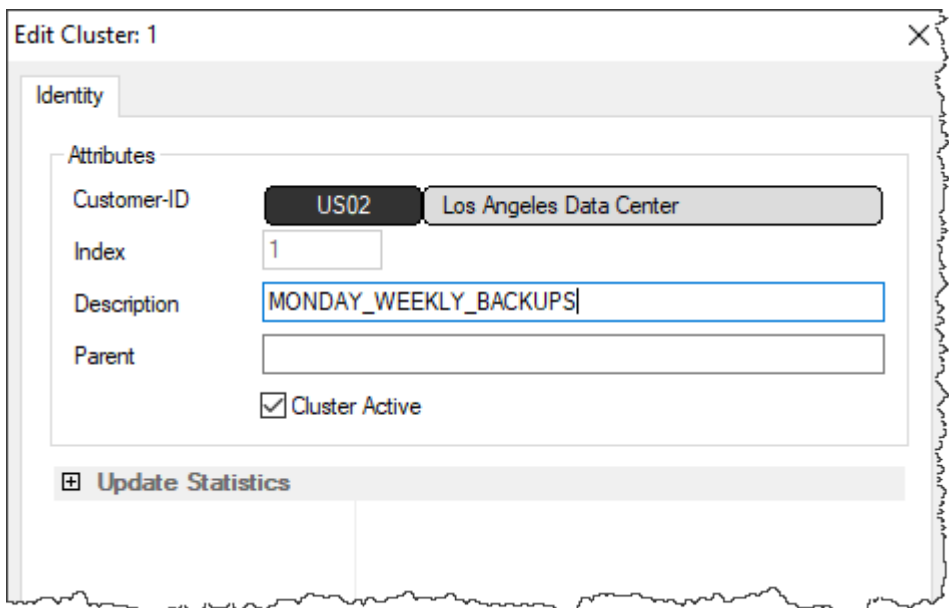 Edit Cluster: 1
Identity
Attributes
Customer-ID US02 Los Angeles Data Center
Index 1
Description MONDAY_WEEKLY_BACKUPS
Parent
Cluster Active
Update Statistics